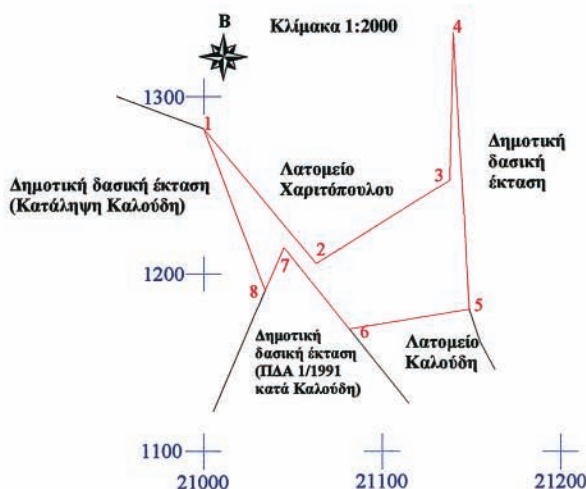 Β
Κλίμακα 1:2000
4
1300
1
Δημοτική
δασική
έκταση
Λατομείο
Χαριτόπουλου
3
Δημοτική δασική έκταση
(Κατάληψη Καλούδη)
2
7
1200
8
5
6
Δημοτική
δασική έκταση
(ΠΔΑ 1/1991
κατά Καλούδη)
Λατομείο
Καλούδη
1100
21000
21100
21200